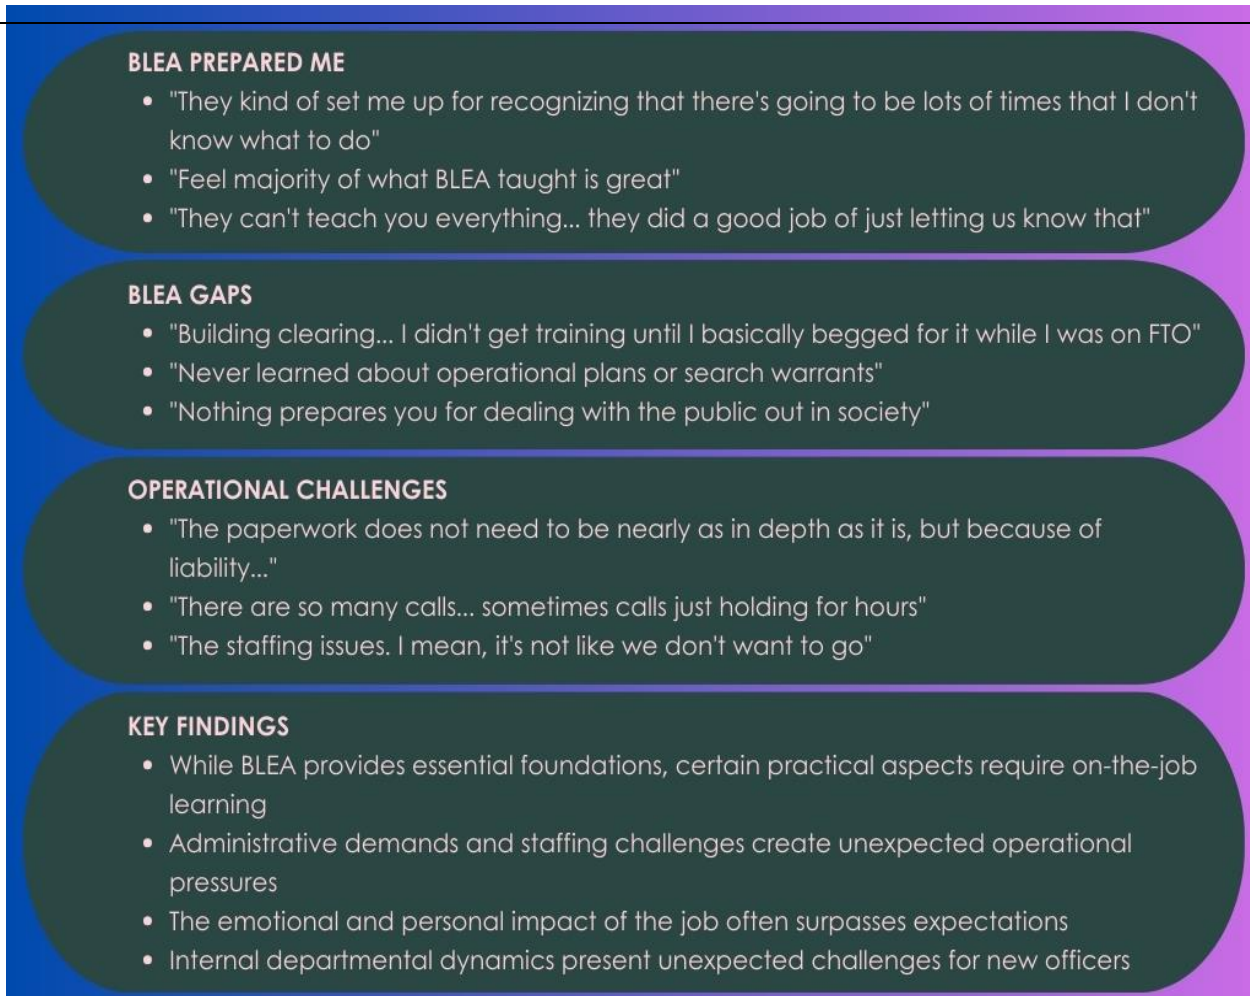 BLEA PREPARED ME
• "They kind of set me up for recognizing that there's going to be lots of times that I don't
know what to do"
• "Feel majority of what BLEA taught is great"
• "They can't teach you everything... they did a good job of just letting us know that"
BLEA GAPS
• "Building clearing... I didn't get training until I basically begged for it while I was on FTO"
• "Never learned about operational plans or search warrants"
• "Nothing prepares you for dealing with the public out in society"
OPERATIONAL CHALLENGES
• "The paperwork does not need to be nearly as in depth as it is, but because of
liability..."
• "There are so many calls... sometimes calls just holding for hours"
• "The staffing issues. I mean, it's not like we don't want to go"
KEY FINDINGS
• While BLEA provides essential foundations, certain practical aspects require on-the-job
learning
• Administrative demands and staffing challenges create unexpected operational
pressures
• The emotional and personal impact of the job often surpasses expectations
• Internal departmental dynamics present unexpected challenges for new officers